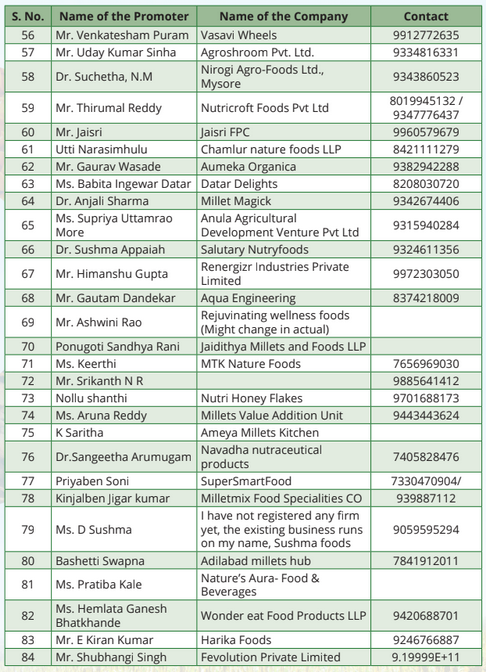 S. No. Name of the Promoter Name of the Company Contact
56 Mr. Venkatesham Puram Vasavi Wheels 9912772635
57 Mr. Uday Kumar Sinha Agroshroom Pvt. Ltd. 9334816331
58 Dr. Suchetha, N.M Nirogi Agro-Foods Ltd., Mysore 9343860523
59 Mr. Thirumal Reddy Nutricroft Foods Pvt Ltd 8019945132 / 9347776437
60 Mr. Jaisri Jaisri FPC 9960579679
61 Utti Narasimhulu Chamlur nature foods LLP 8421111279
62 Mr. Gaurav Wasade Aumeka Organica 9382942288
63 Ms. Babita Ingewar Datar Datar Delights 8208030720
64 Dr. Anjali Sharma Millet Magick 9342674406
65 Ms. Supriya Uttamrao More Anula Agricultural Development Venture Pvt Ltd 9315940284
66 Dr. Sushma Appaiah Salutary Nutryfoods 9324611356
67 Mr. Himanshu Gupta Renergizr Industries Private Limited 9972303050
68 Mr. Gautam Dandekar Aqua Engineering 8374218009
69 Mr. Ashwini Rao Rejuvinating wellness foods (Might change in actual)
70 Ponugoti Sandhya Rani Jaidithya Millets and Foods LLP
71 Ms. Keerthi MTK Nature Foods 7656969030
72 Mr. Srikanth N R 9885641412
73 Nollu shanthi Nutri Honey Flakes 9701688173
74 Ms. Aruna Reddy Millets Value Addition Unit 9443443624
75 K Saritha Ameya Millets Kitchen
76 Dr.Sangeetha Arumugam Navadha nutraceutical products 7405828476
77 Priyaben Soni SuperSmartFood 7330470904/
78 Kinjalben Jigar kumar Milletmix Food Specialities CO 939887112
79 Ms. D Sushma I have not registered any firm yet, the existing business runs on my name, Sushma foods 9059595294
80 Bashetti Swapna Adilabad millets hub 7841912011
81 Ms. Pratiba Kale Nature's Aura- Food & Beverages
82 Ms. Hemlata Ganesh Bhatkhande Wonder eat Food Products LLP 9420688701
83 Mr. E Kiran Kumar Harika Foods 9246766887
84 Mr. Shubhangi Singh Fevolution Private Limited 9.19999E+11